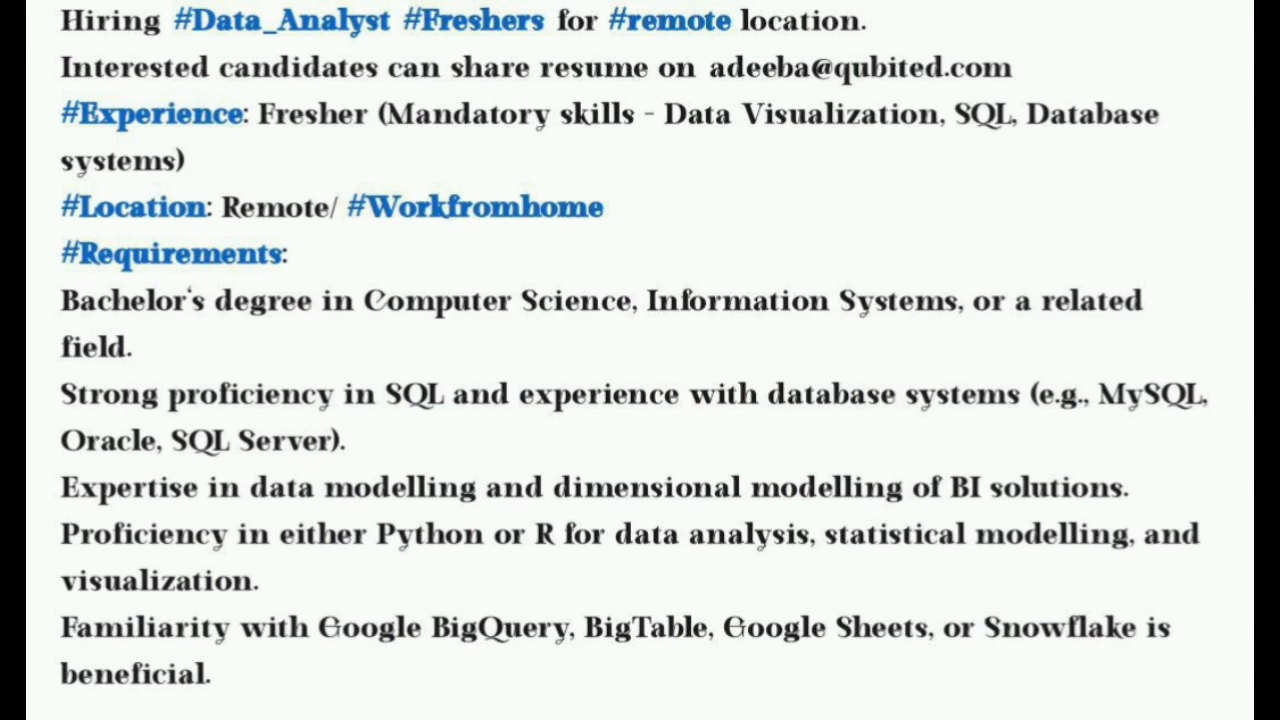 Hiring #Data_Analyst #Freshers for #remote location.
Interested candidates can share resume on adeeba@qubited.com
#Experience: Fresher (Mandatory skills - Data Visualization, SQL, Database
systems)
#Location: Remote/ #Workfromhome
#Requirements:
Bachelor's degree in Computer Science, Information Systems, or a related
field.
Strong proficiency in SQL and experience with database systems (e.g., MySQL,
Oracle, SQL Server).
Expertise in data modelling and dimensional modelling of BI solutions.
Proficiency in either Python or R for data analysis, statistical modelling, and
visualization.
Familiarity with Google BigQuery, BigTable, Google Sheets, or Snowflake is
beneficial.